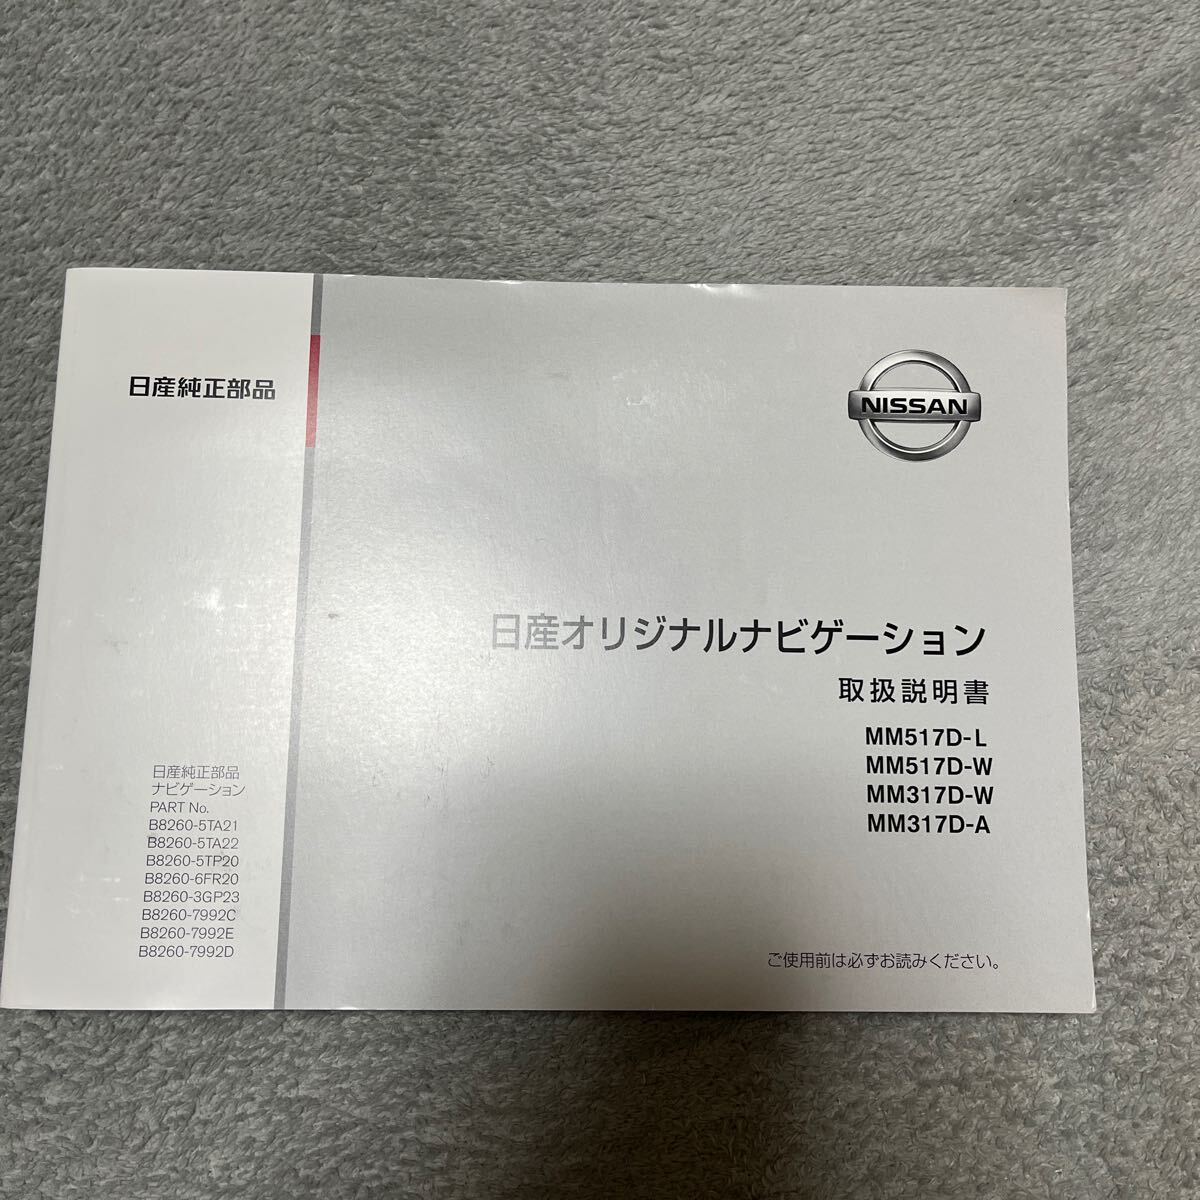 日産純正部品
NISSAN
日産オリジナルナビゲーション
取扱説明書
MM517D-L
MM517D-W
MM317D-W
MM317D-A
日産純正部品
ナビゲーション
PART No.
B8260-5TA21
B8260-5TA22
B8260-5TP20
B8260-6FR20
B8260-3GP23
B8260-7992C
B8260-7992E
B8260-7992D
ご使用前は必ずお読みください。